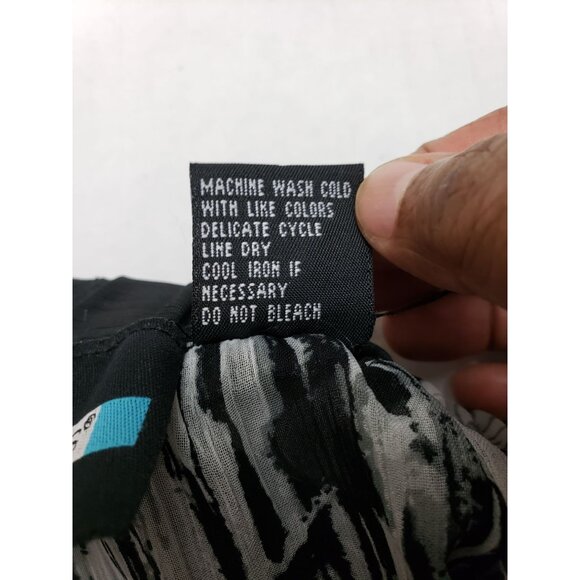 MACHINE WASH COLD
WITH LIKE COLORS
DELICATE CYCLE
LINE DRY
COOL IRON IF
NECESSARY
DO NOT BLEACH